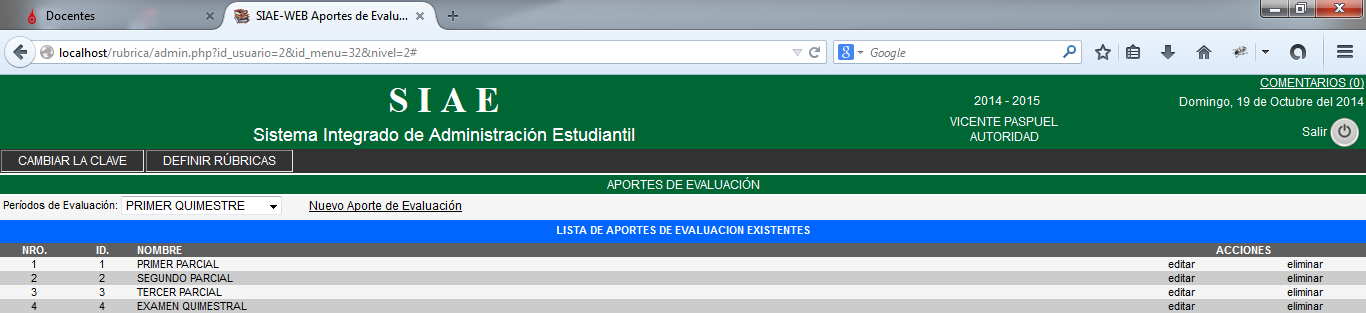 Docentes
SIAE-WEB Aportes de Evalu...
localhost/rubrica/admin.php?id_usuario=2&id_menu=32&nivel=2#
Google
COMENTARIOS (0)
S I A E
2014 - 2015
Domingo, 19 de Octubre del 2014
Sistema Integrado de Administración Estudiantil
VICENTE PASPUEL
AUTORIDAD
Salir
CAMBIAR LA CLAVE DEFINIR RÚBRICAS
APORTES DE EVALUACIÓN
Períodos de Evaluación: PRIMER QUIMESTRE Nuevo Aporte de Evaluación
LISTA DE APORTES DE EVALUACION EXISTENTES
NRO. ID. NOMBRE ACCIONES
1 1 PRIMER PARCIAL editar eliminar
2 2 SEGUNDO PARCIAL editar eliminar
3 3 TERCER PARCIAL editar eliminar
4 4 EXAMEN QUIMESTRAL editar eliminar